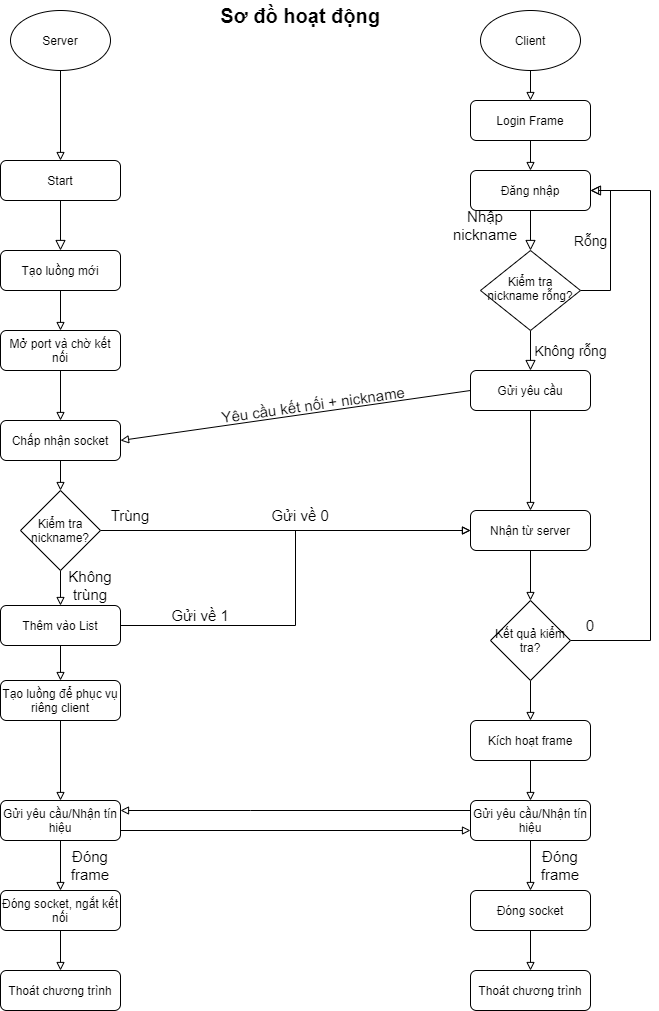 Sơ đồ hoạt động
Server
Client
Login Frame
Start
Đăng nhập
Nhập
nickname
Rỗng
Tạo luồng mới
Kiểm tra
nickname rỗng?
Mở port và chờ kết
nối
Không rỗng
Gửi yêu cầu
Yêu cầu kết nối + nickname
Chấp nhận socket
Kiểm tra
nickname?
Trùng
Gửi về 0
Nhận từ server
Không
trùng
Thêm vào List
Gửi về 1
Kết quả kiểm
tra?
0
Tạo luồng để phục vụ
riêng client
Kích hoạt frame
Gửi yêu cầu/Nhận tín
hiệu
Gửi yêu cầu/Nhận tín
hiệu
Đóng
frame
Đóng
frame
Đóng socket, ngắt kết
nối
Đóng socket
Thoát chương trình
Thoát chương trình